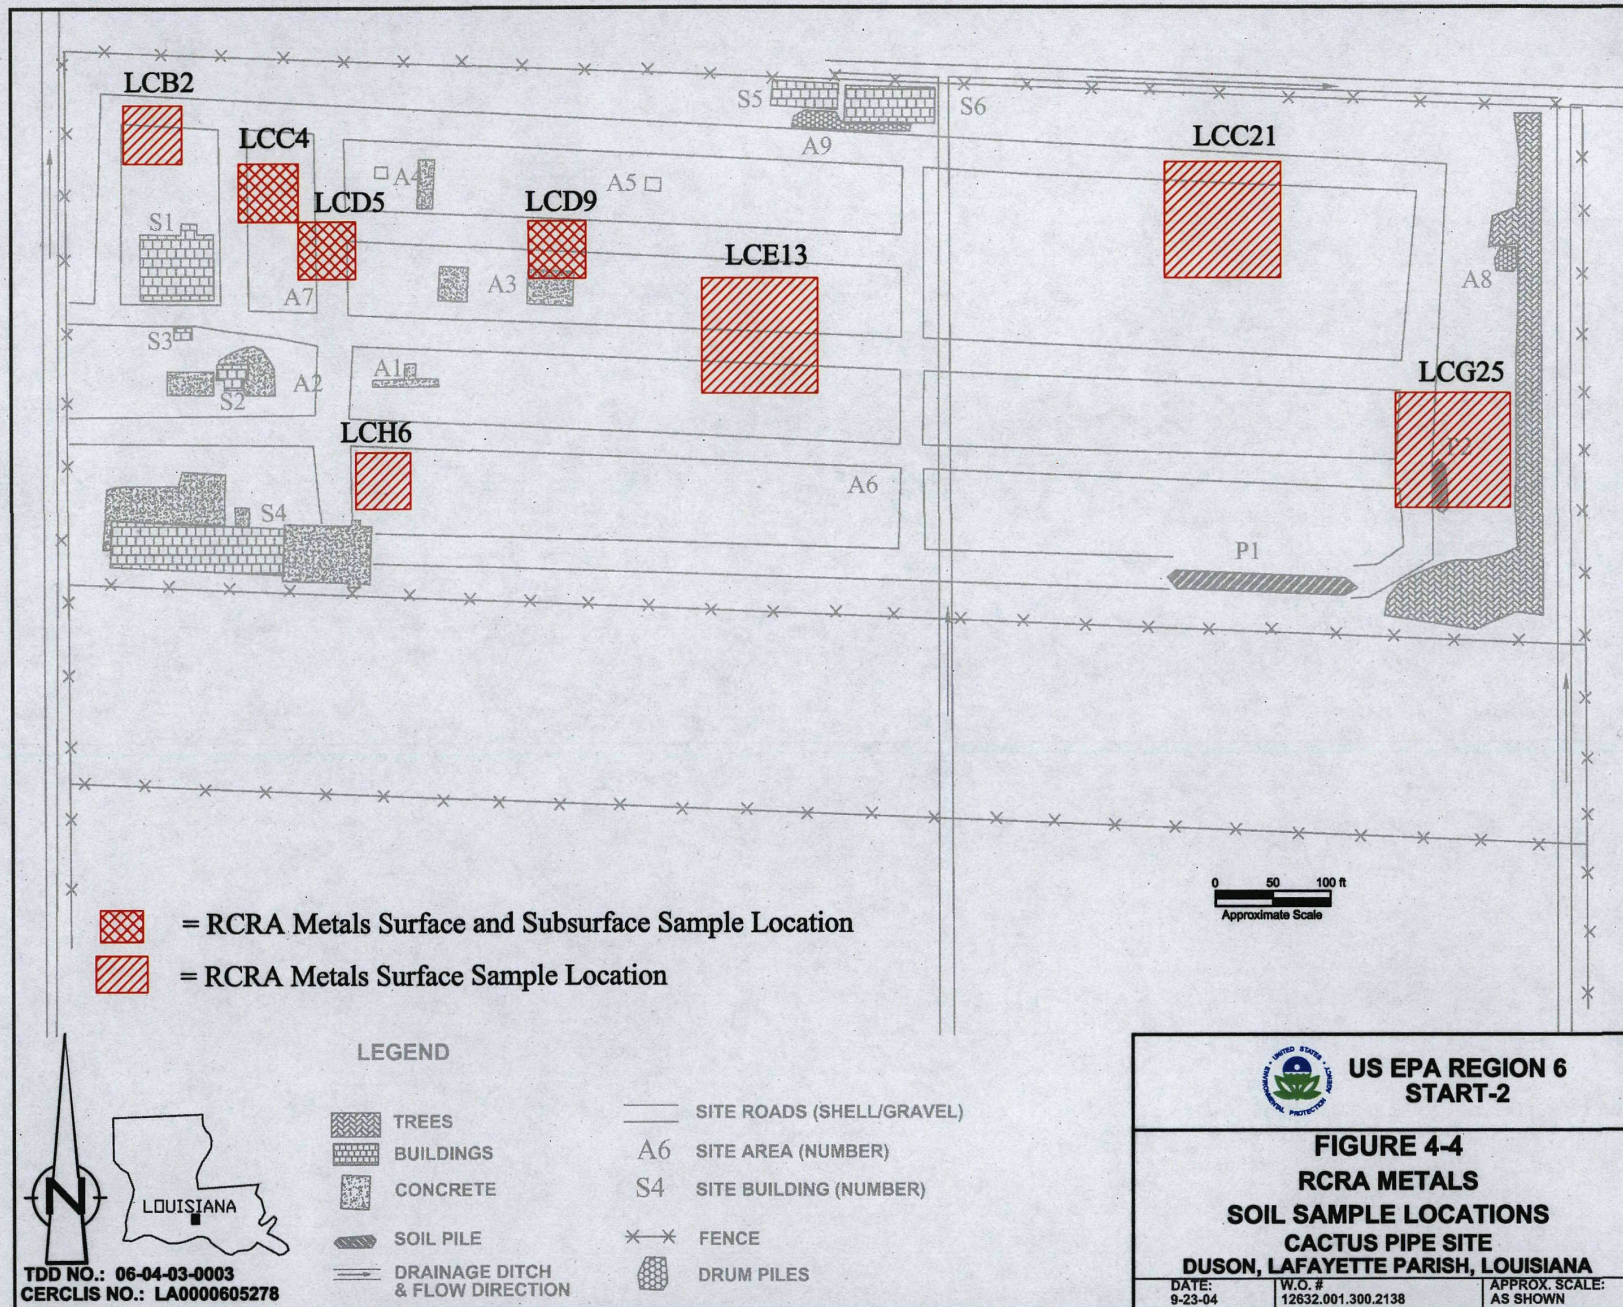 LCB2
LCC4
LCD5
LCD9
LCE13
LCC21
LCG25
LCH6
S5
S6
A9
A4
A5
S1
A3
A7
A8
S3
A1
A2
S2
P2
A6
S4
P1
0 50 100 ft
Approximate Scale
= RCRA Metals Surface and Subsurface Sample Location
= RCRA Metals Surface Sample Location
LEGEND
TREES
BUILDINGS
CONCRETE
SOIL PILE
DRAINAGE DITCH
& FLOW DIRECTION
SITE ROADS (SHELL/GRAVEL)
A6 SITE AREA (NUMBER)
S4 SITE BUILDING (NUMBER)
FENCE
DRUM PILES
N
LOUISIANA
TDD NO.: 06-04-03-0003
CERCLIS NO.: LA0000605278
UNITED STATES ENVIRONMENTAL PROTECTION AGENCY
US EPA REGION 6
START-2
FIGURE 4-4
RCRA METALS
SOIL SAMPLE LOCATIONS
CACTUS PIPE SITE
DUSON, LAFAYETTE PARISH, LOUISIANA
DATE:
9-23-04
W.O. #
12632.001.300.2138
APPROX. SCALE:
AS SHOWN